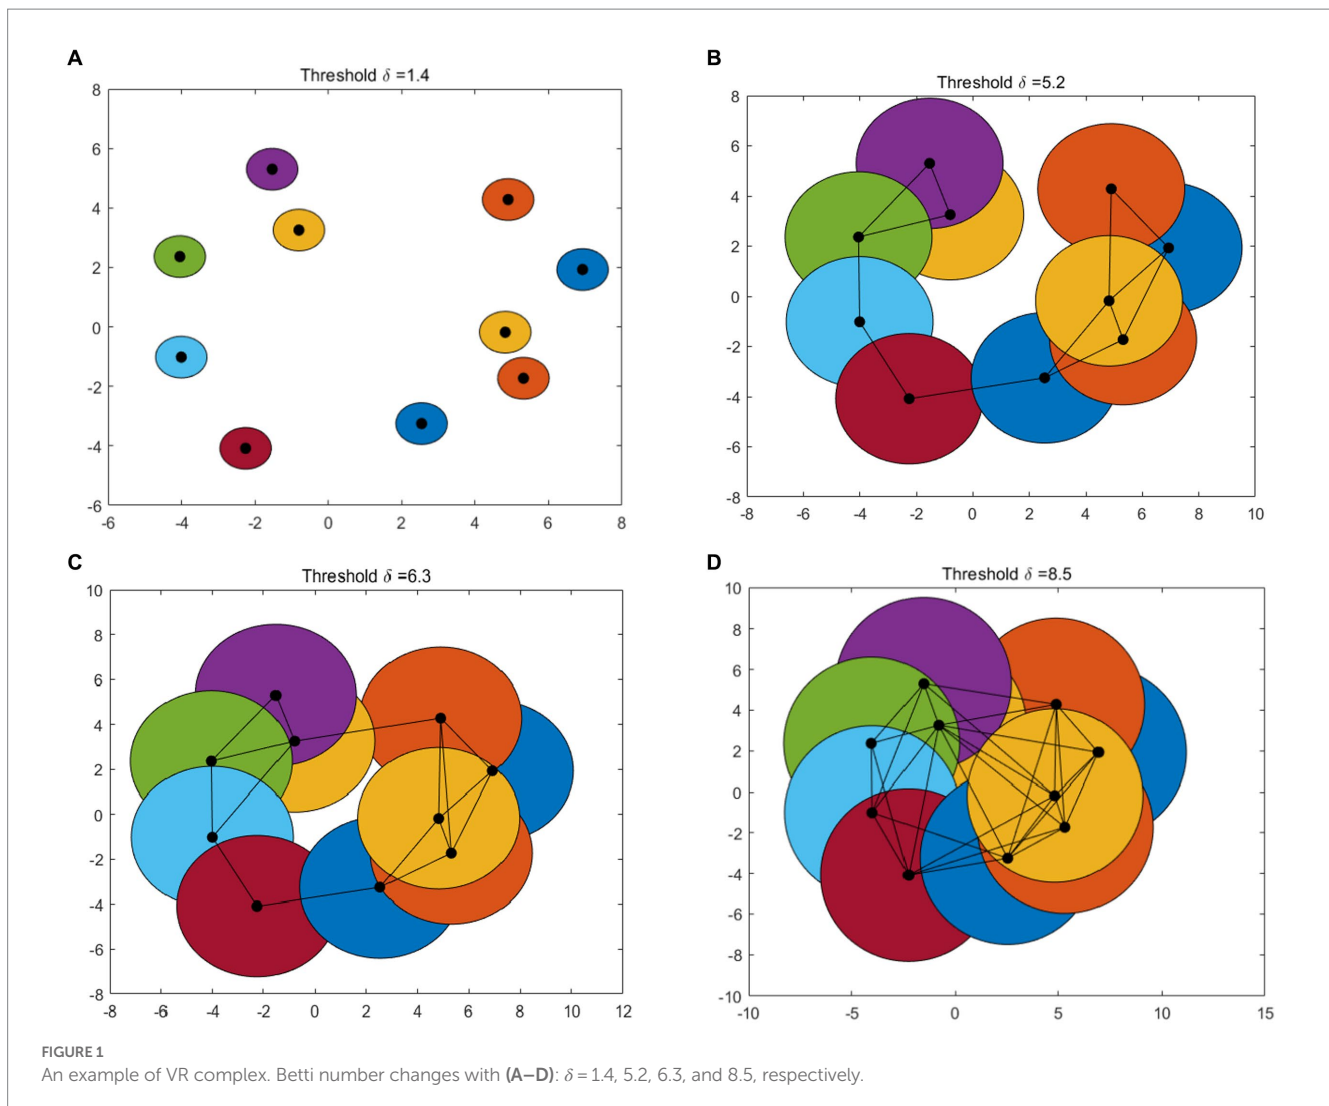 A
Threshold δ =1.4
8
6
4
2
0
-2
-4
-6
-6 -4 -2 0 2 4 6 8
B
Threshold δ =5.2
8
6
4
2
0
-2
-4
-6
-8
-8 -6 -4 -2 0 2 4 6 8 10
C
Threshold δ =6.3
10
8
6
4
2
0
-2
-4
-6
-8
-8 -6 -4 -2 0 2 4 6 8 10 12
D
Threshold δ =8.5
10
8
6
4
2
0
-2
-4
-6
-8
-10
-10 -5 0 5 10 15
FIGURE 1
An example of VR complex. Betti number changes with (A–D): δ = 1.4, 5.2, 6.3, and 8.5, respectively.